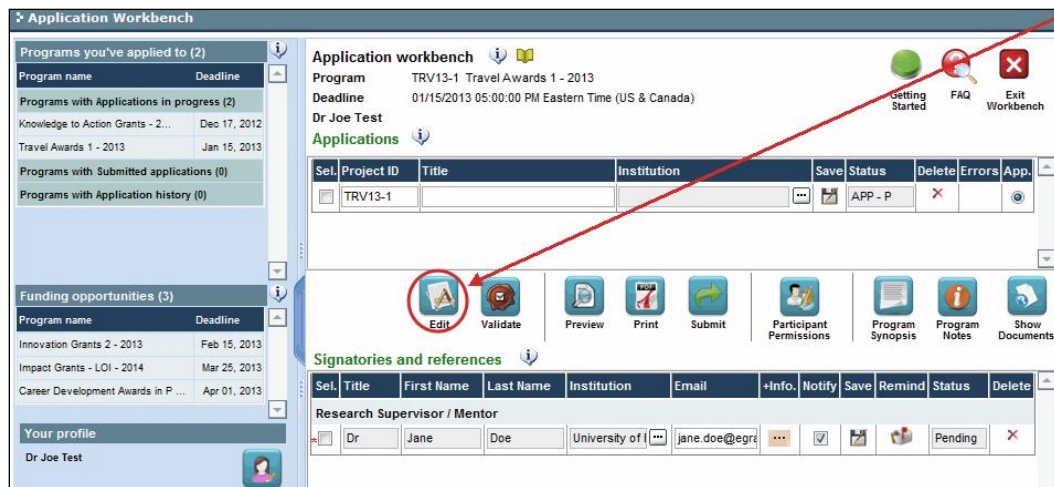 Application Workbench
Programs you've applied to (2)
Program name Deadline
Programs with Applications in progress (2)
Knowledge to Action Grants - 2... Dec 17, 2012
Travel Awards 1 - 2013 Jan 15, 2013
Programs with Submitted applications (0)
Programs with Application history (0)
Funding opportunities (3)
Program name Deadline
Innovation Grants 2 - 2013 Feb 15, 2013
Impact Grants - LOI - 2014 Mar 25, 2013
Career Development Awards in P ... Apr 01, 2013
Your profile
Dr Joe Test
Application workbench
Program TRV13-1 Travel Awards 1 - 2013
Deadline 01/15/2013 05:00:00 PM Eastern Time (US & Canada)
Dr Joe Test
Getting Started
FAQ
Exit Workbench
Applications
Sel. Project ID Title Institution Save Status Delete Errors App.
TRV13-1 ... APP - P
Edit
Validate
Preview
PDF
Print
Submit
Participant Permissions
Program Synopsis
Program Notes
Show Documents
Signatories and references
Sel. Title First Name Last Name Institution Email +Info. Notify Save Remind Status Delete
Research Supervisor / Mentor
Dr Jane Doe University of ... jane.doe@egra ... Pending